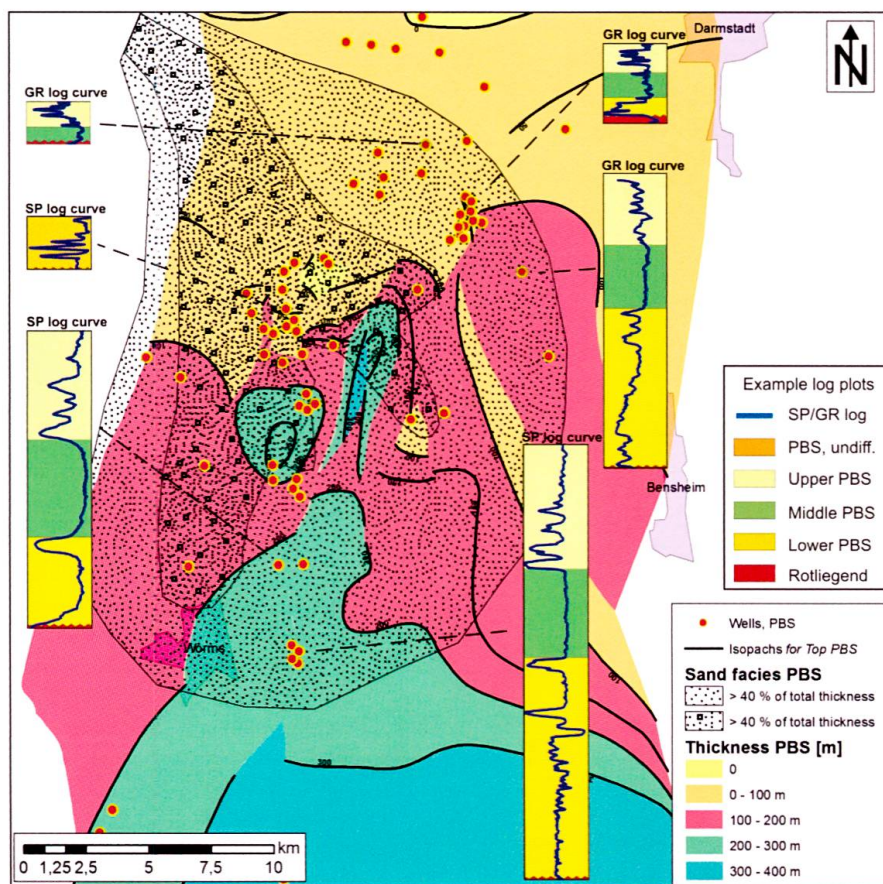 Darmstadt
N
GR log curve
GR log curve
GR log curve
SP log curve
SP log curve
SP log curve
Bensheim
Worms
300
Example log plots
SP/GR log
PBS, undiff.
Upper PBS
Middle PBS
Lower PBS
Rotliegend
Wells, PBS
Isopachs for Top PBS
Sand facies PBS
> 40 % of total thickness
> 40 % of total thickness
Thickness PBS [m]
0
0 - 100 m
100 - 200 m
200 - 300 m
300 - 400 m
km
0 1,25 2,5 5 7,5 10